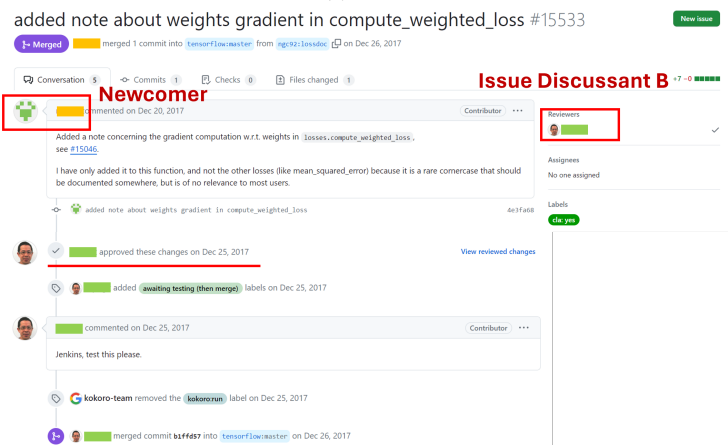 added note about weights gradient in compute_weighted_loss #15533
New issue
Merged merged 1 commit into tensorflow:master from ngc92:lossdoc on Dec 26, 2017
Conversation 5 Commits 1 Checks 0 Files changed 1
+7 −0
Newcomer
Issue Discussant B
commented on Dec 20, 2017 Contributor ...
Added a note concerning the gradient computation w.r.t. weights in losses.compute_weighted_loss,
see #15046.
I have only added it to this function, and not the other losses (like mean_squared_error) because it is a rare cornercase that should
be documented somewhere, but is of no relevance to most users.
added note about weights gradient in compute_weighted_loss 4e3fa68
approved these changes on Dec 25, 2017 View reviewed changes
added awaiting testing (then merge) labels on Dec 25, 2017
commented on Dec 25, 2017 Contributor ...
Jenkins, test this please.
kokoro-team removed the kokoro:run label on Dec 25, 2017
merged commit b1ffd57 into tensorflow:master on Dec 26, 2017
Reviewers
Assignees
No one assigned
Labels
cla: yes